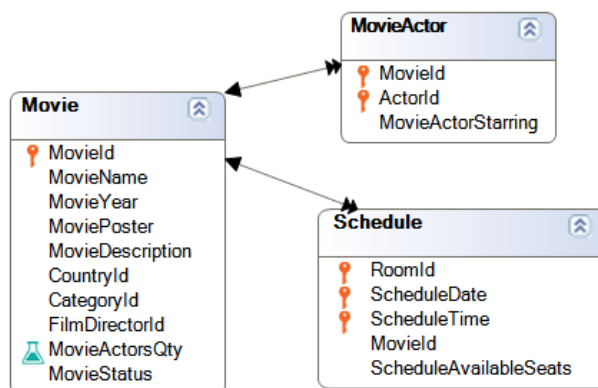 MovieActor
MovieId
ActorId
MovieActorStarring
Movie
MovieId
MovieName
MovieYear
MoviePoster
MovieDescription
CountryId
CategoryId
FilmDirectorId
MovieActorsQty
MovieStatus
Schedule
RoomId
ScheduleDate
ScheduleTime
MovieId
ScheduleAvailableSeats